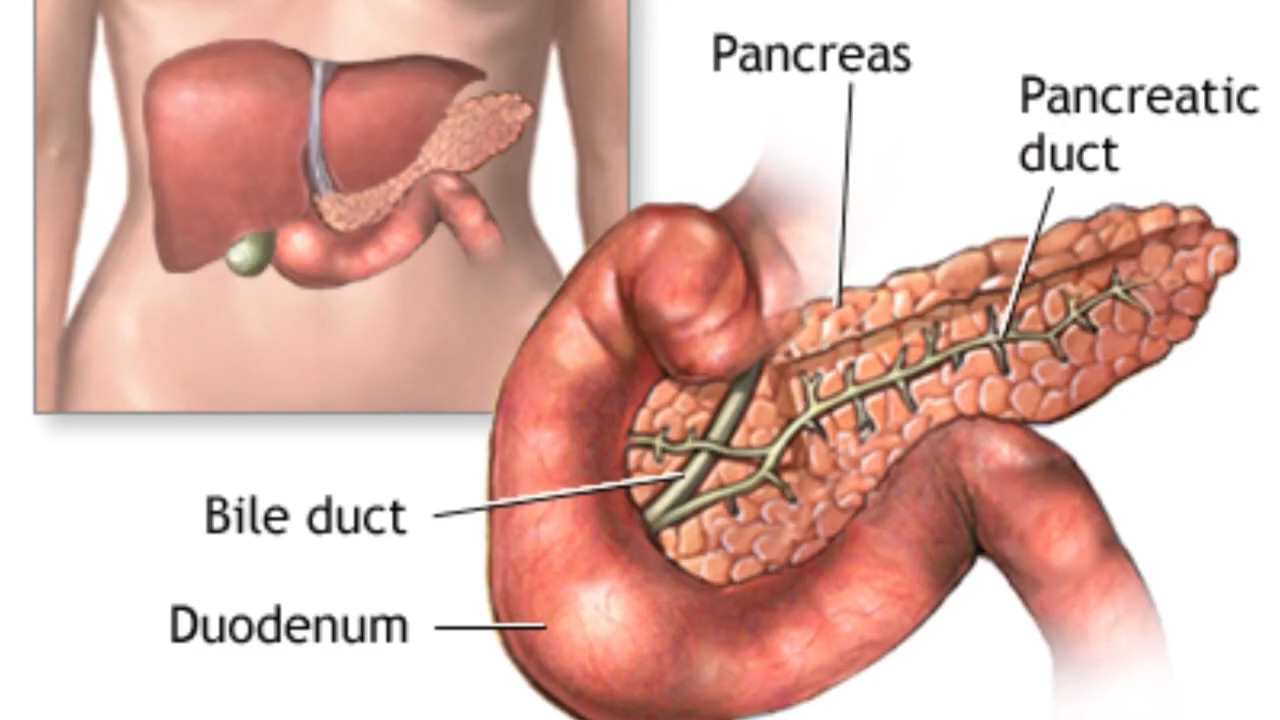 Pancreas
Pancreatic
duct
Bile duct
Duodenum